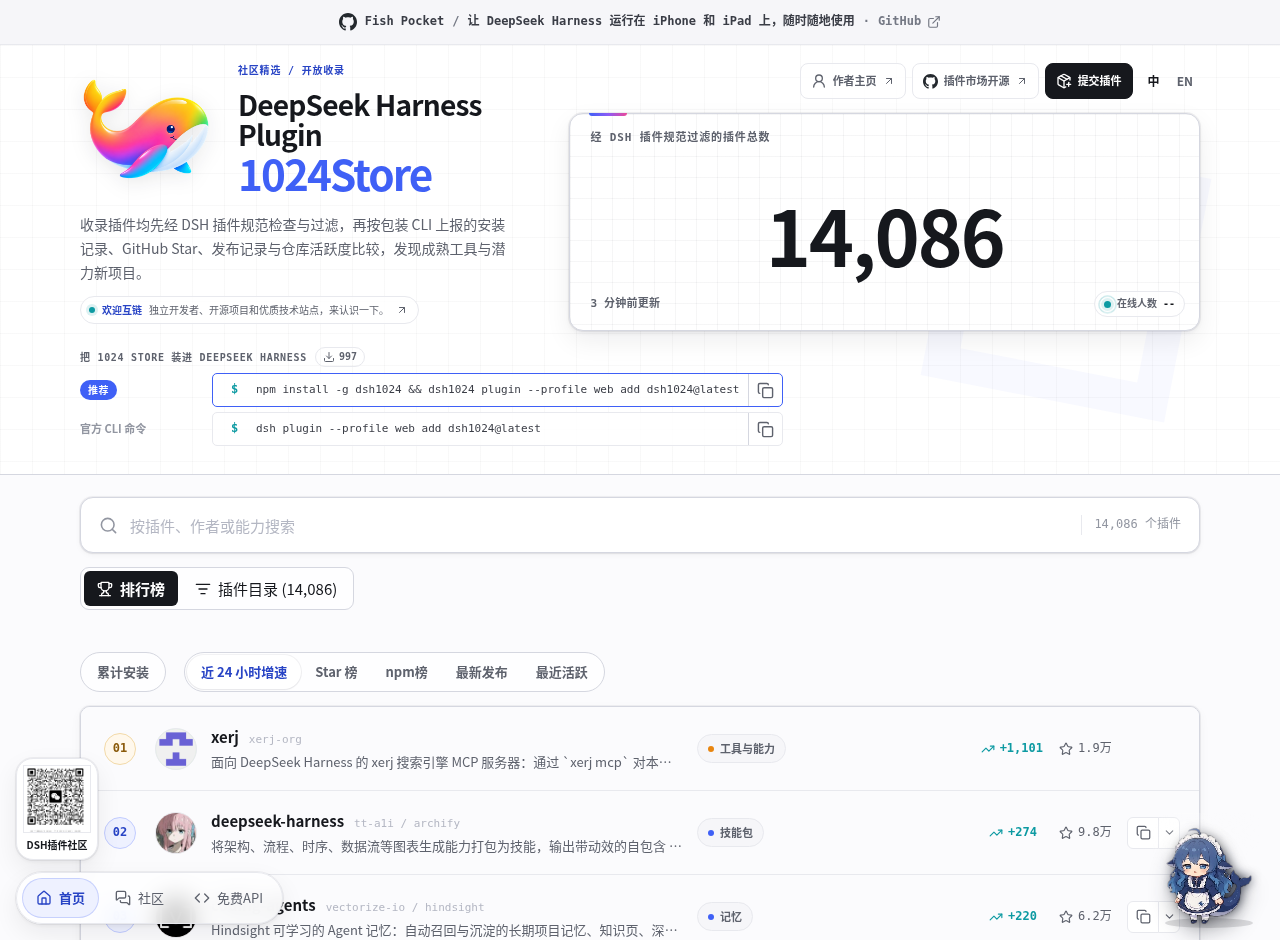 Fish Pocket / 让 DeepSeek Harness 运行在 iPhone 和 iPad 上，随时随地使用 · GitHub
社区精选 / 开放收录
DeepSeek Harness
Plugin
1024Store
作者主页
插件市场开源
提交插件
中
EN
经 DSH 插件规范过滤的插件总数
14,086
3 分钟前更新
在线人数 --
收录插件均先经 DSH 插件规范检查与过滤，再按包装 CLI 上报的安装
记录、GitHub Star、发布记录与仓库活跃度比较，发现成熟工具与潜
力新项目。
欢迎互链 独立开发者、开源项目和优质技术站点，来认识一下。
把 1024 STORE 装进 DEEPSEEK HARNESS 997
推荐
$ npm install -g dsh1024 && dsh1024 plugin --profile web add dsh1024@latest
官方 CLI 命令
$ dsh plugin --profile web add dsh1024@latest
按插件、作者或能力搜索
14,086 个插件
排行榜
插件目录 (14,086)
累计安装
近 24 小时增速
Star 榜
npm榜
最新发布
最近活跃
01
xerj xerj-org
面向 DeepSeek Harness 的 xerj 搜索引擎 MCP 服务器：通过 `xerj mcp` 对本…
工具与能力
+1,101
1.9万
02
deepseek-harness tt-a1i / archify
将架构、流程、时序、数据流等图表生成能力打包为技能，输出带动效的自包含 …
技能包
+274
9.8万
gents vectorize-io / hindsight
Hindsight 可学习的 Agent 记忆：自动召回与沉淀的长期项目记忆、知识页、深…
记忆
+220
6.2万
DSH插件社区
首页
社区
免费API